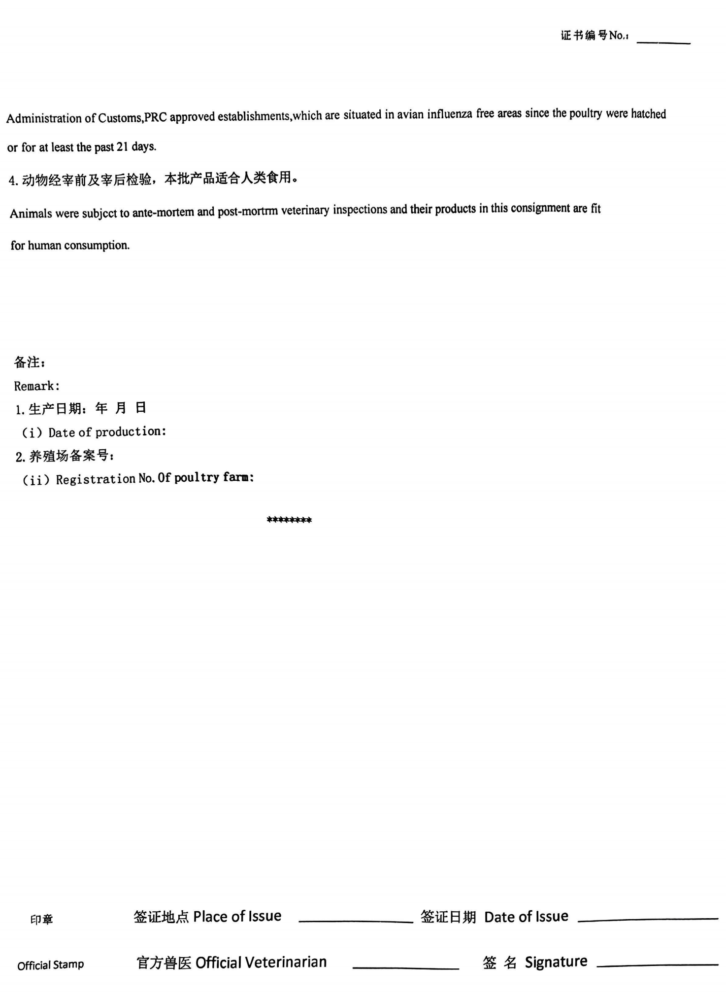 证书编号No.: ________
Administration of Customs,PRC approved establishments,which are situated in avian influenza free areas since the poultry were hatched
or for at least the past 21 days.
4. 动物经宰前及宰后检验，本批产品适合人类食用。
Animals were subjcct to ante-mortem and post-mortrm veterinary inspections and their products in this consignment are fit
for human consumption.
备注：
Remark:
1. 生产日期：年 月 日
（i）Date of production:
2. 养殖场备案号：
（ii）Registration No. Of poultry farm:
********
印章 签证地点 Place of Issue ________ 签证日期 Date of Issue ________
Official Stamp 官方兽医 Official Veterinarian ________ 签 名 Signature ________